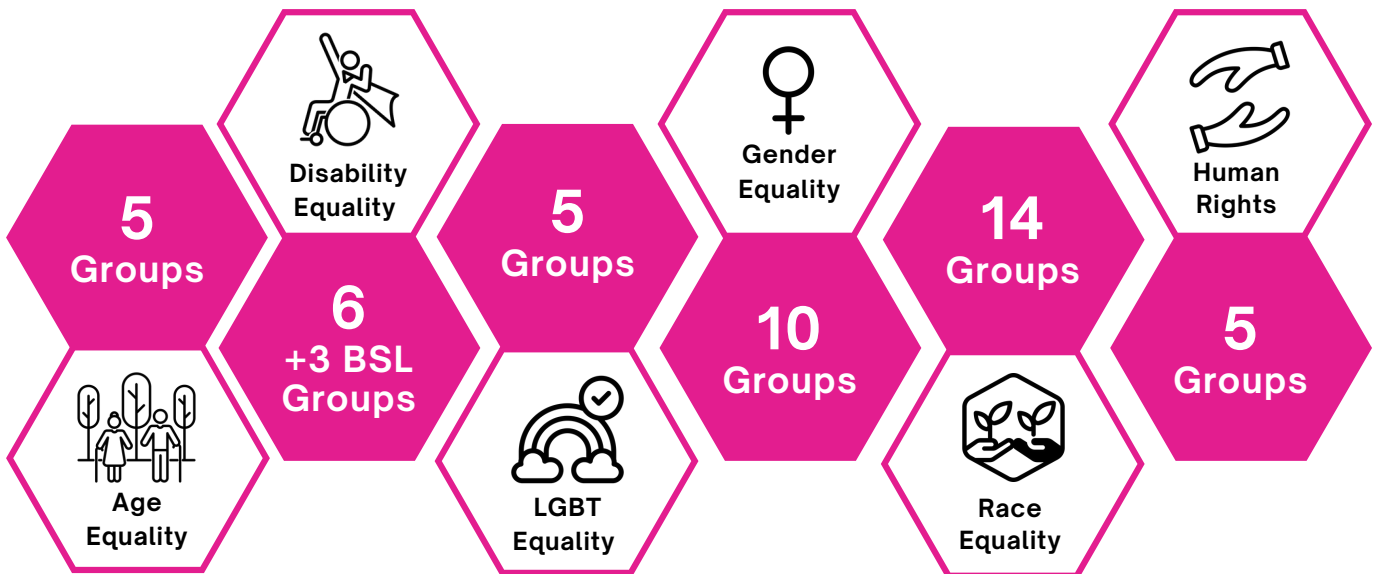 5
Groups
Age
Equality
Disability
Equality
6
+3 BSL
Groups
5
Groups
LGBT
Equality
Gender
Equality
10
Groups
14
Groups
Race
Equality
Human
Rights
5
Groups